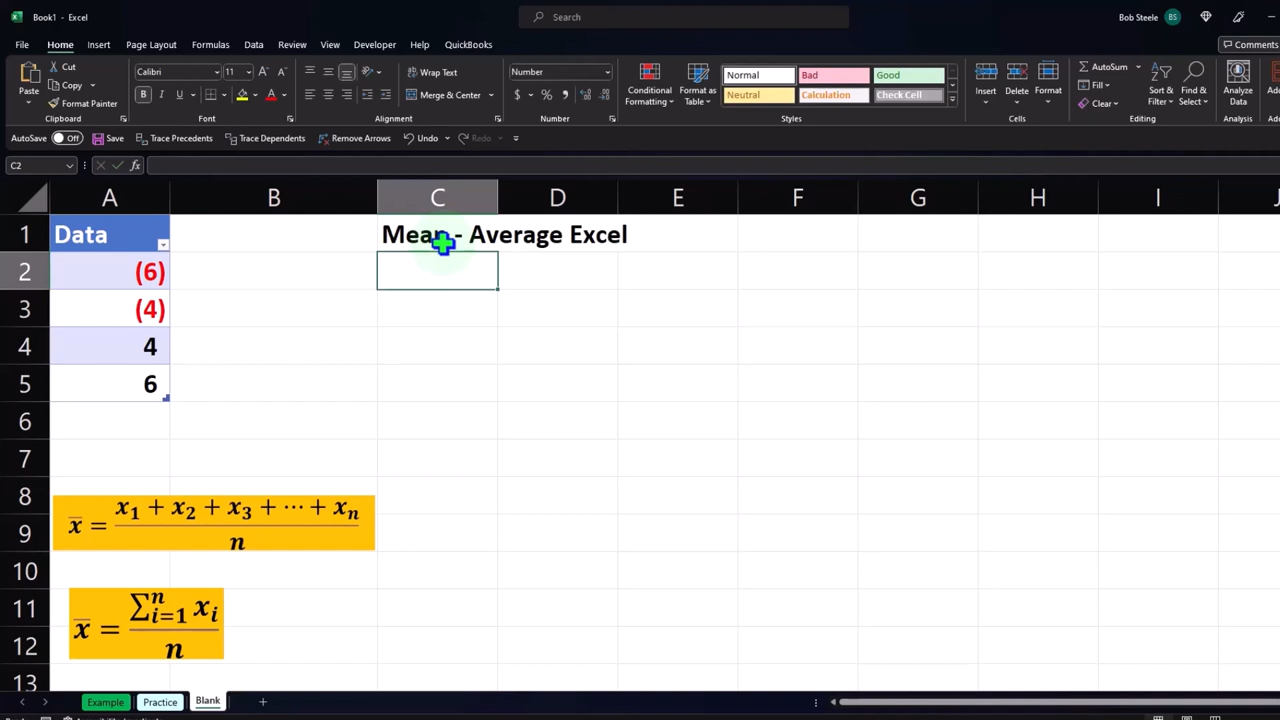 Book1 - Excel
Search
Bob Steele BS
File Home Insert Page Layout Formulas Data Review View Developer Help QuickBooks
Comments
Paste
Cut
Copy
Format Painter
Clipboard
Calibri 11
B I U
Font
Wrap Text
Merge & Center
Alignment
Number
$ % ,
Number
Conditional Formatting
Format as Table
Normal Bad Good
Neutral Calculation Check Cell
Styles
Insert Delete Format
Cells
AutoSum
Fill
Clear
Sort & Filter
Find & Select
Editing
Analyze Data
Analysis
AutoSave Off Save Trace Precedents Trace Dependents Remove Arrows Undo Redo
C2 fx
A B C D E F G H I J
1 Data Mean - Average Excel
2 (6)
3 (4)
4 4
5 6
6
7
8
9
10
11
12
13
x̄ = (x₁ + x₂ + x₃ + ⋯ + xₙ) / n
x̄ = ∑ⁿᵢ₌₁ xᵢ / n
Example Practice Blank